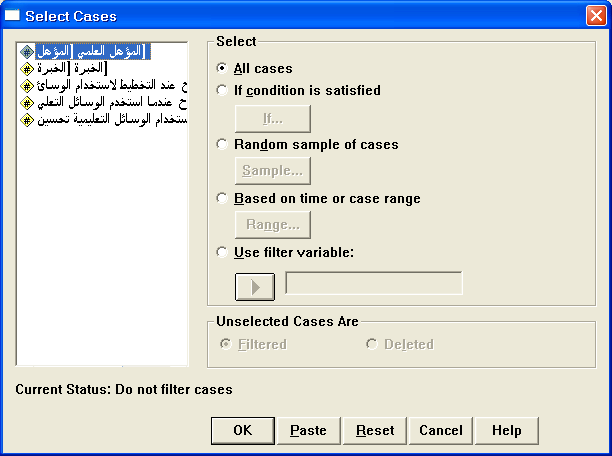 Select Cases
المؤهل العلمي [المؤهل]
الخبرة [الخبرة]
ح عند التخطيط لاستخدام الوسائ
ح عندما استخدم الوسائل التعلي
ستخدام الوسائل التعليمية تحسين
Select
All cases
If condition is satisfied
If...
Random sample of cases
Sample...
Based on time or case range
Range...
Use filter variable:
Unselected Cases Are
Filtered
Deleted
Current Status: Do not filter cases
OK
Paste
Reset
Cancel
Help